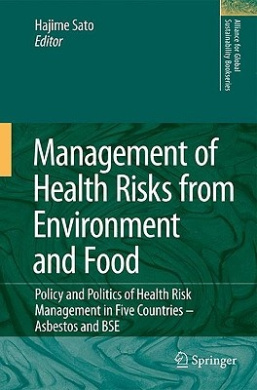 Hajime Sato
Editor
Alliance for Global
Sustainability Bookseries
Management of
Health Risks from
Environment
and Food
Policy and Politics of Health Risk
Management in Five Countries –
Asbestos and BSE
Springer